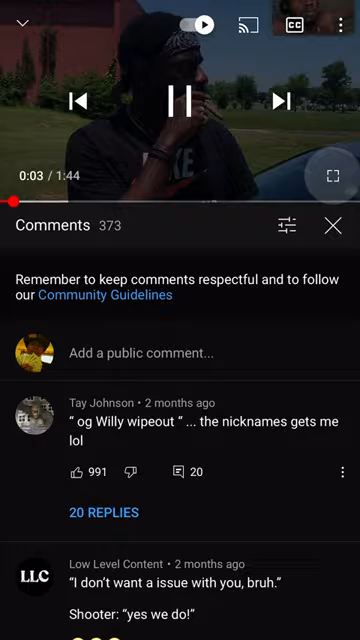 CC
0:03 / 1:44
Comments 373
Remember to keep comments respectful and to follow
our Community Guidelines
Add a public comment...
Tay Johnson • 2 months ago
“ og Willy wipeout “ ... the nicknames gets me
lol
991 20
20 REPLIES
LLC
Low Level Content • 2 months ago
“I don’t want a issue with you, bruh.”
Shooter: “yes we do!”